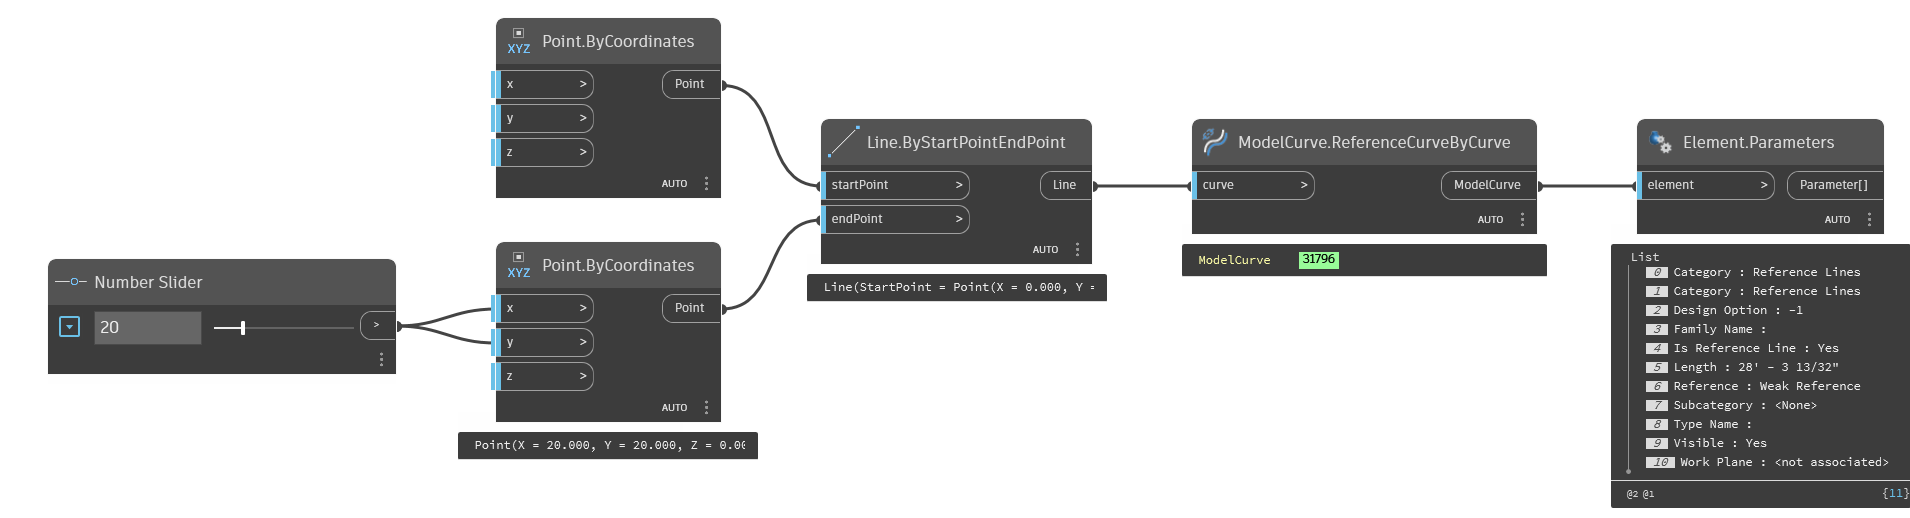 XYZ Point.ByCoordinates
x > Point
y >
z >
AUTO
Number Slider
20 >
XYZ Point.ByCoordinates
x > Point
y >
z >
AUTO
Point(X = 20.000, Y = 20.000, Z = 0.00
Line.ByStartPointEndPoint
startPoint > Line
endPoint >
AUTO
Line(StartPoint = Point(X = 0.000, Y =
ModelCurve.ReferenceCurveByCurve
curve > ModelCurve
AUTO
ModelCurve 31796
Element.Parameters
element > Parameter[]
AUTO
List
0 Category : Reference Lines
1 Category : Reference Lines
2 Design Option : -1
3 Family Name :
4 Is Reference Line : Yes
5 Length : 28' - 3 13/32"
6 Reference : Weak Reference
7 Subcategory : <None>
8 Type Name :
9 Visible : Yes
10 Work Plane : <not associated>
@2 @1 {11}